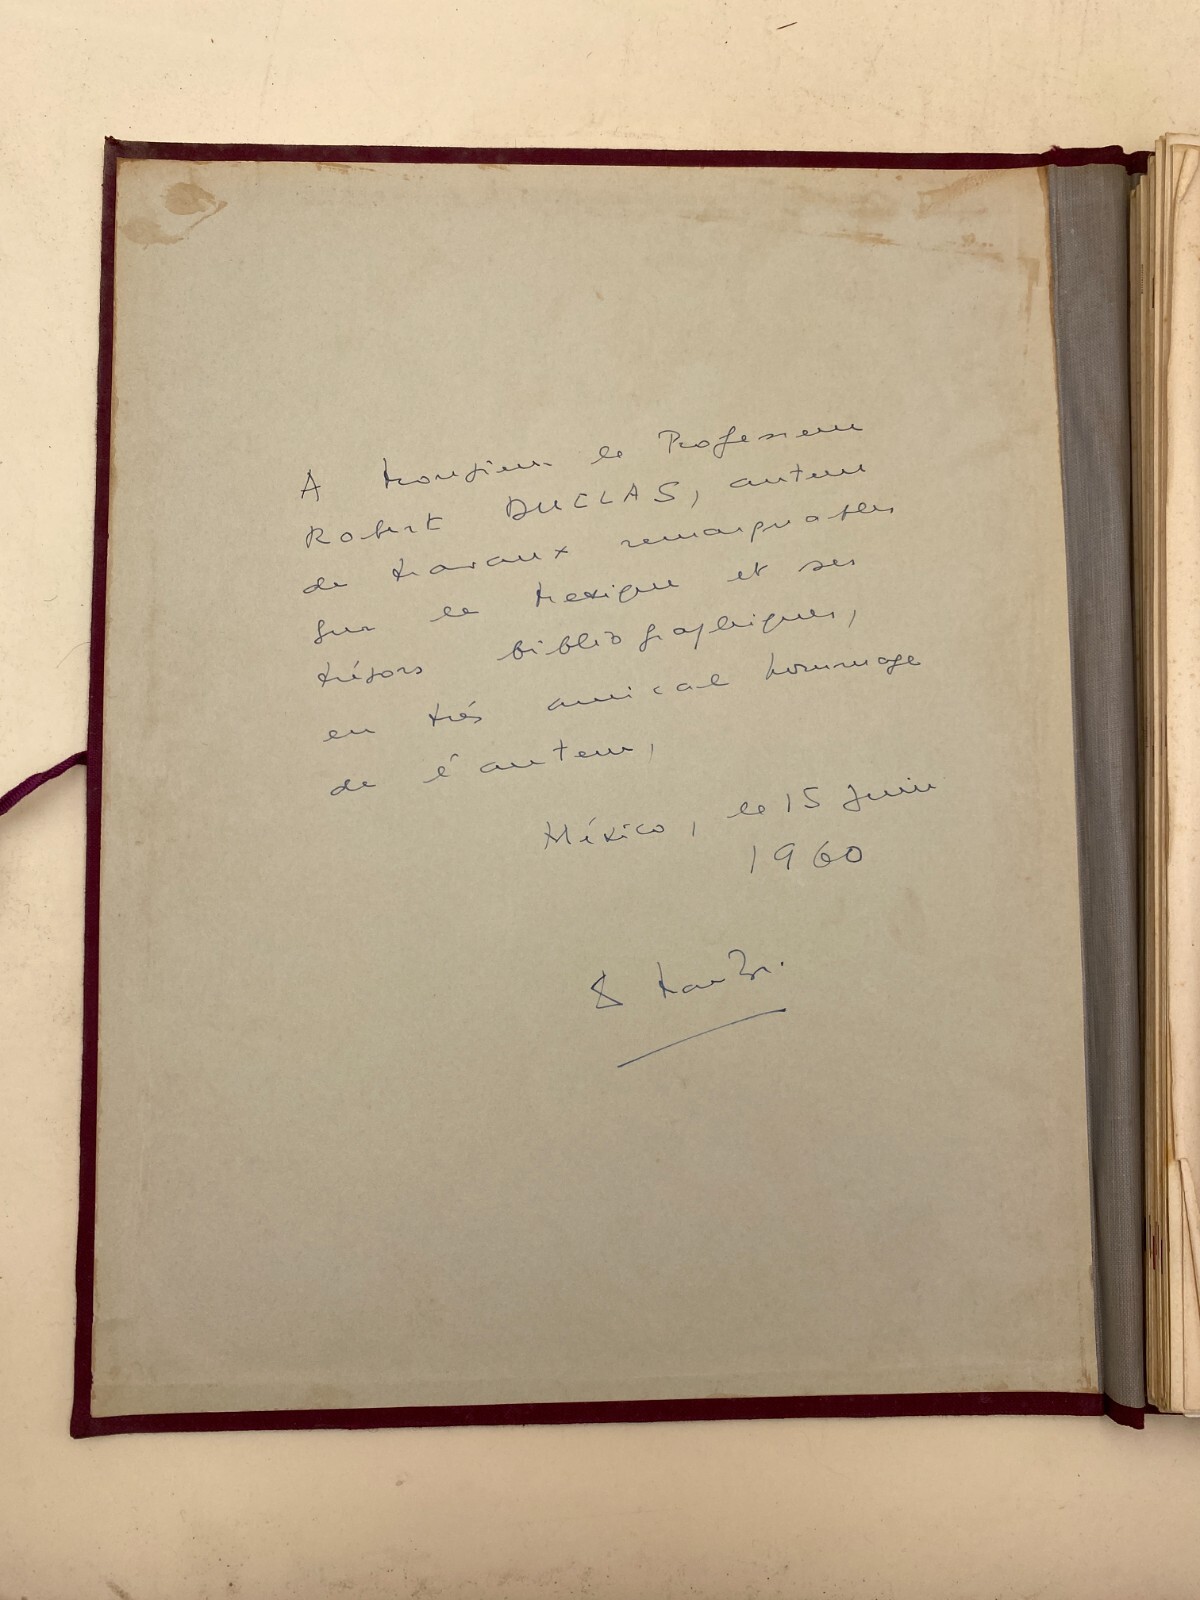 A Monsieur le Professeur
Robert DUCLAS, auteur
de travaux remarquables
sur le Mexique et ses
trésors bibliographiques,
en très amical hommage
de l'auteur,
México, le 15 Juin
1960